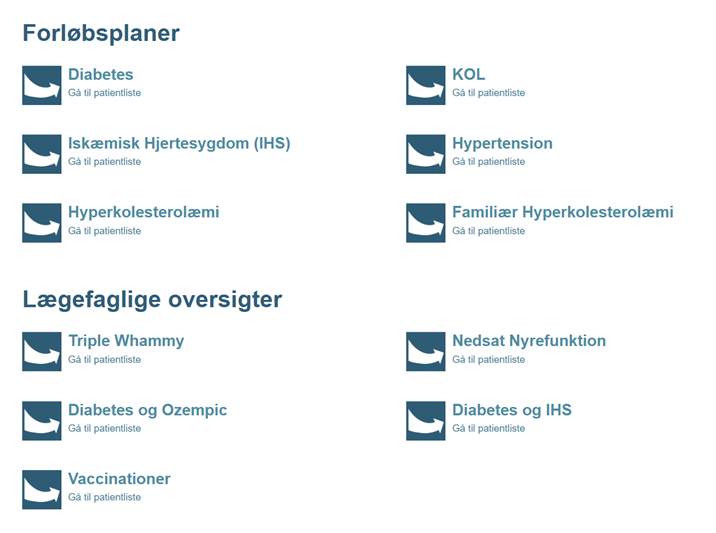 Forløbsplaner
Diabetes
Gå til patientliste
KOL
Gå til patientliste
Iskæmisk Hjertesygdom (IHS)
Gå til patientliste
Hypertension
Gå til patientliste
Hyperkolesterolæmi
Gå til patientliste
Familiær Hyperkolesterolæmi
Gå til patientliste
Lægefaglige oversigter
Triple Whammy
Gå til patientliste
Nedsat Nyrefunktion
Gå til patientliste
Diabetes og Ozempic
Gå til patientliste
Diabetes og IHS
Gå til patientliste
Vaccinationer
Gå til patientliste